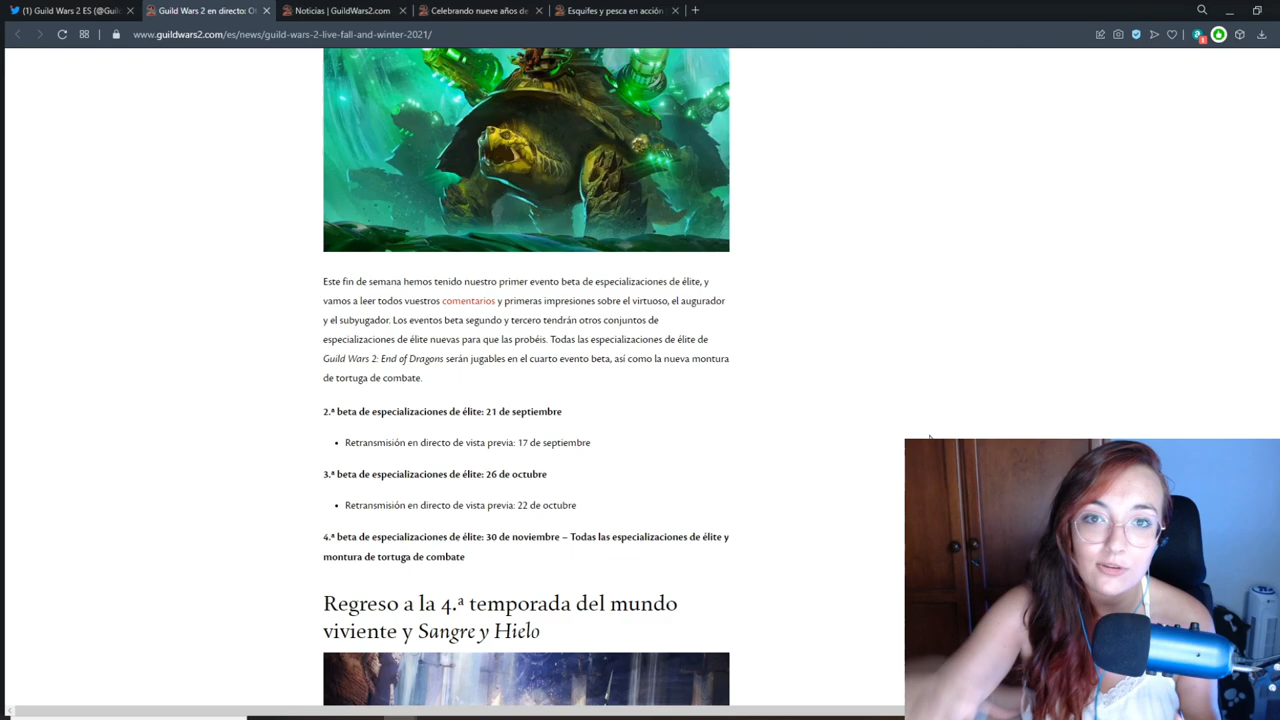 (1) Guild Wars 2 ES (@Guil
Guild Wars 2 en directo: O
Noticias | GuildWars2.com
Celebrando nueve años de
Esquifes y pesca en acción
www.guildwars2.com/es/news/guild-wars-2-live-fall-and-winter-2021/
Este fin de semana hemos tenido nuestro primer evento beta de especializaciones de élite, y
vamos a leer todos vuestros comentarios y primeras impresiones sobre el virtuoso, el augurador
y el subyugador. Los eventos beta segundo y tercero tendrán otros conjuntos de
especializaciones de élite nuevas para que las probéis. Todas las especializaciones de élite de
Guild Wars 2: End of Dragons serán jugables en el cuarto evento beta, así como la nueva montura
de tortuga de combate.
2.ª beta de especializaciones de élite: 21 de septiembre
• Retransmisión en directo de vista previa: 17 de septiembre
3.ª beta de especializaciones de élite: 26 de octubre
• Retransmisión en directo de vista previa: 22 de octubre
4.ª beta de especializaciones de élite: 30 de noviembre – Todas las especializaciones de élite y
montura de tortuga de combate
Regreso a la 4.ª temporada del mundo
viviente y Sangre y Hielo